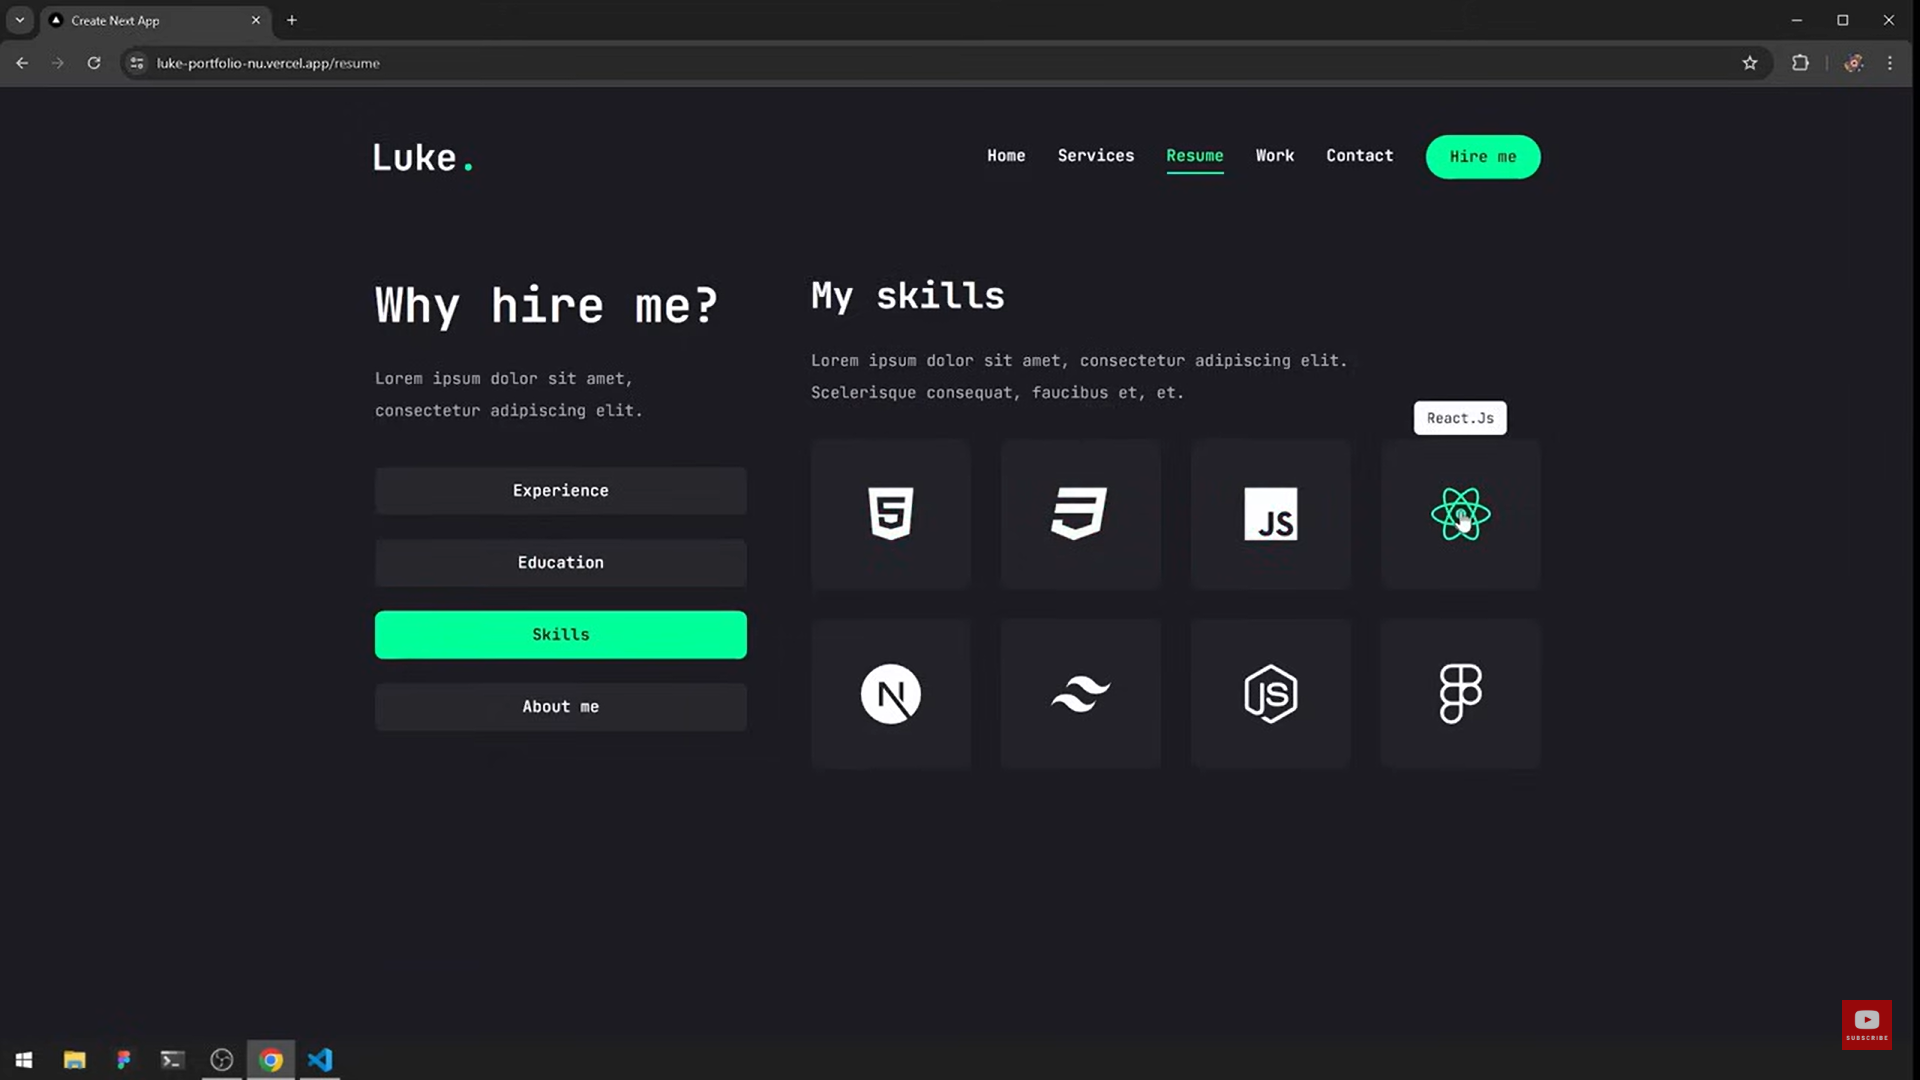 Create Next App
luke-portfolio-nu.vercel.app/resume
Luke.
Home
Services
Resume
Work
Contact
Hire me
Why hire me?
Lorem ipsum dolor sit amet,
consectetur adipiscing elit.
Experience
Education
Skills
About me
My skills
Lorem ipsum dolor sit amet, consectetur adipiscing elit.
Scelerisque consequat, faucibus et, et.
React.Js
5
JS
N
JS
SUBSCRIBE